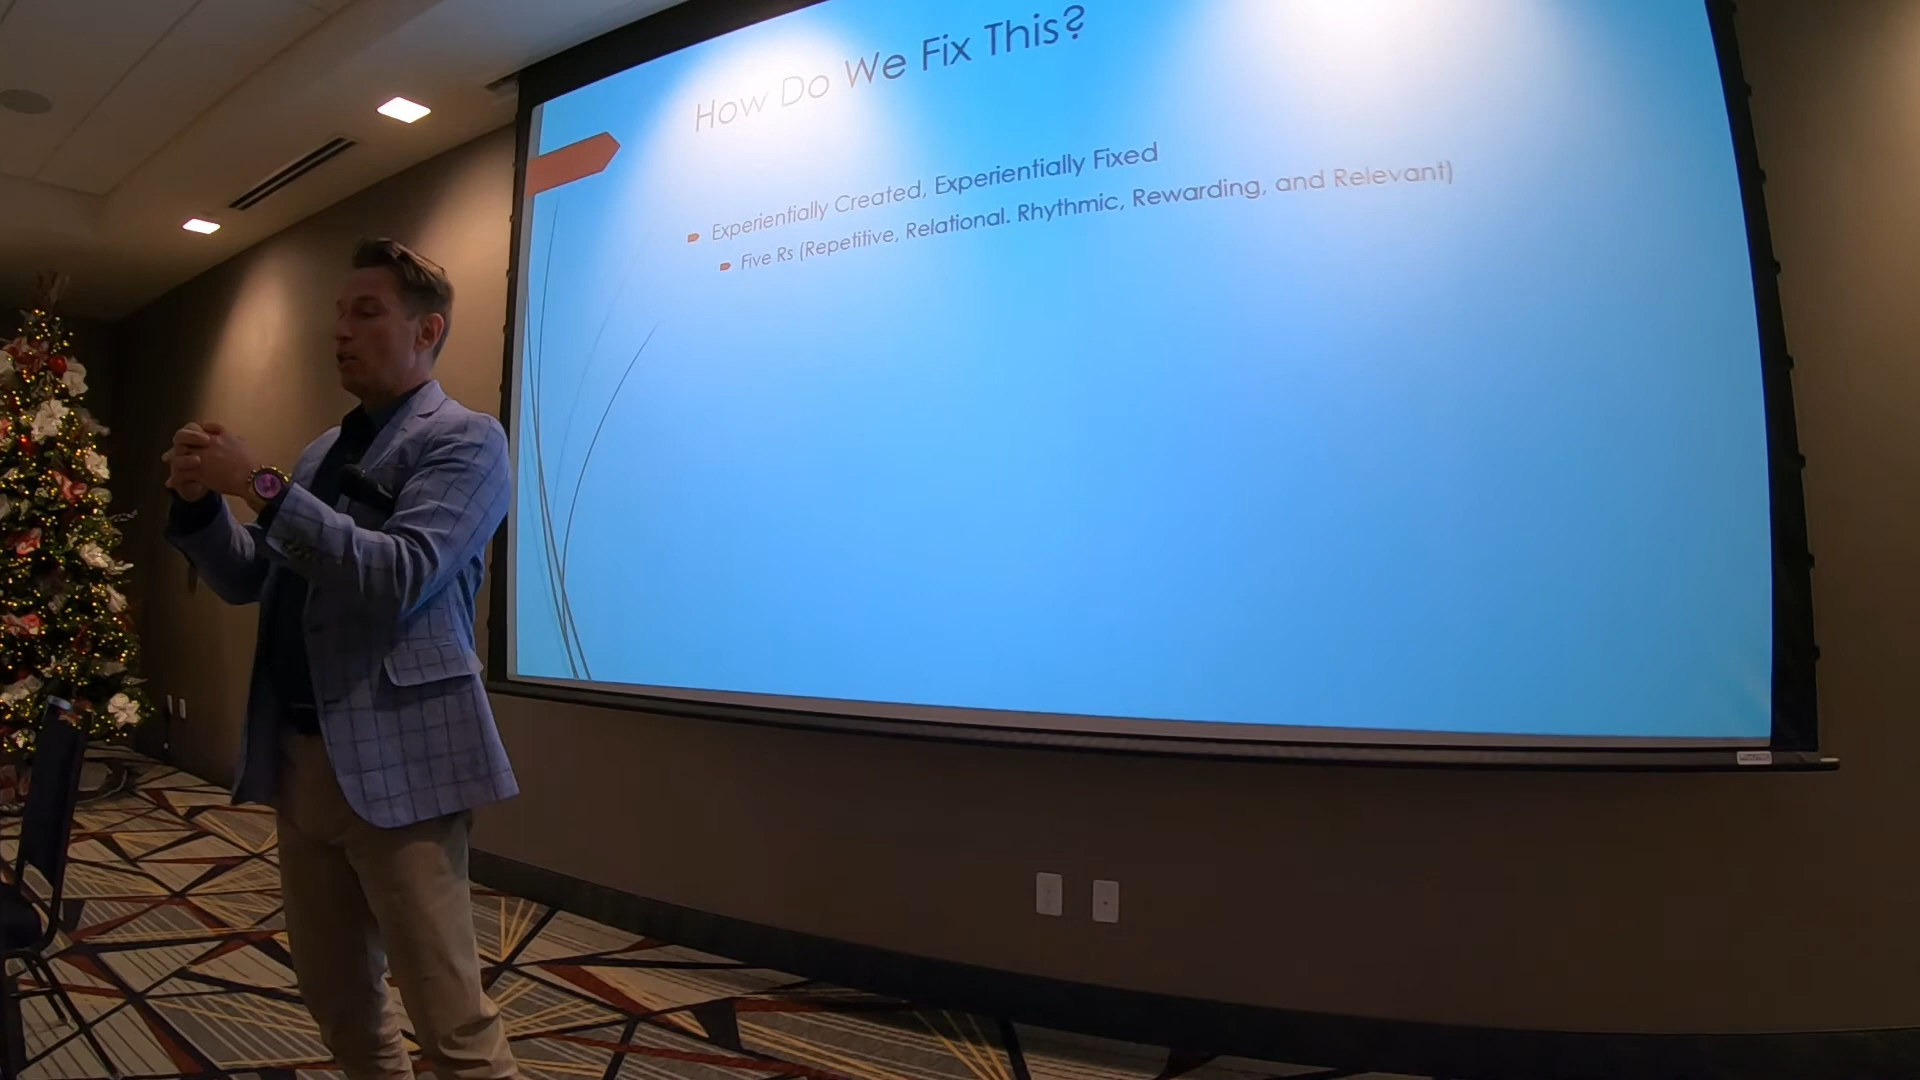 How Do We Fix This?
Experientially Created, Experientially Fixed
Five Rs (Repetitive, Relational. Rhythmic, Rewarding, and Relevant)